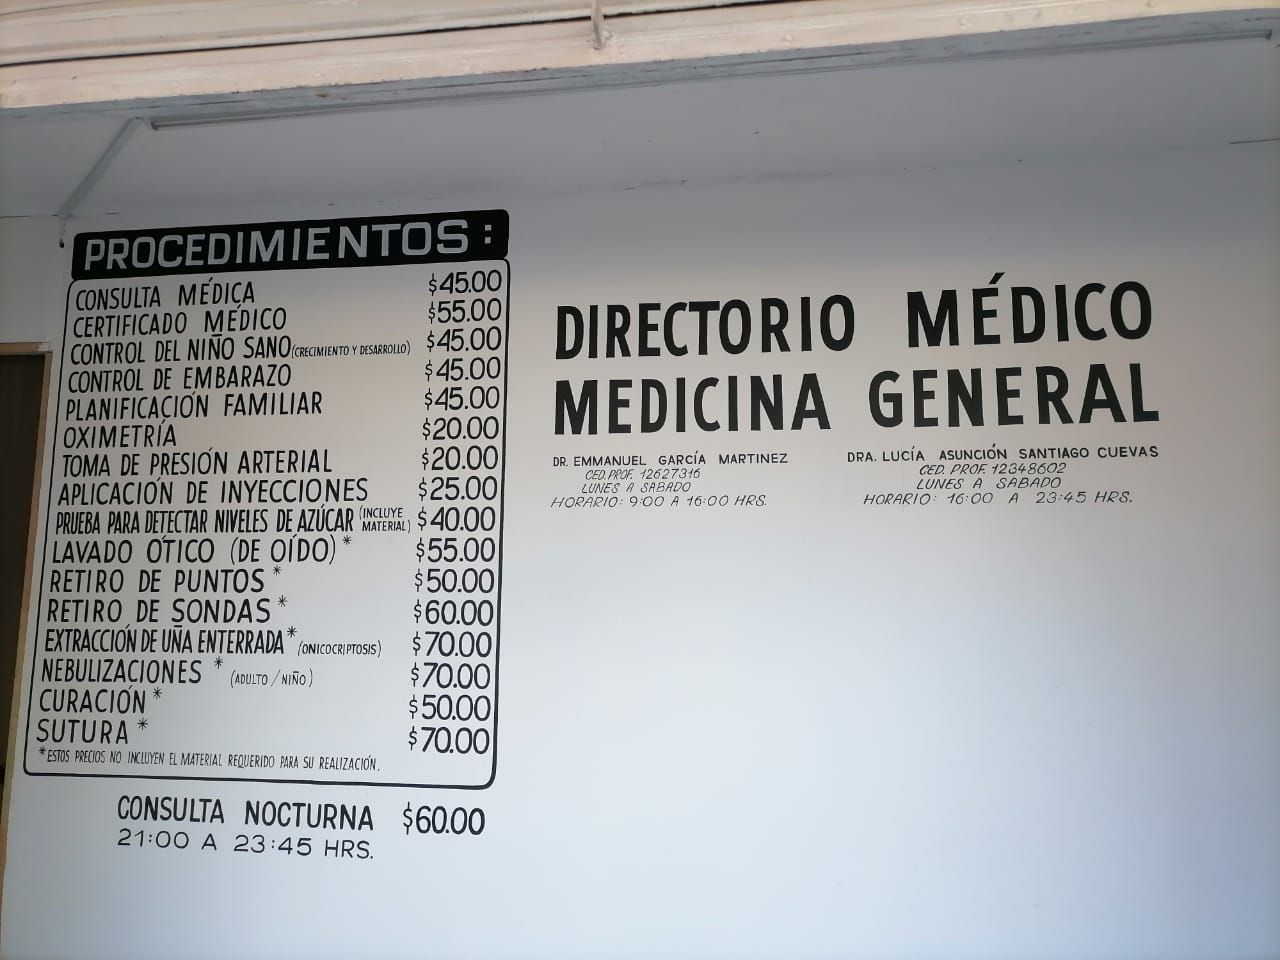 PROCEDIMIENTOS:
CONSULTA MÉDICA $45.00
CERTIFICADO MÉDICO $55.00
CONTROL DEL NIÑO SANO (CRECIMIENTO Y DESARROLLO) $45.00
CONTROL DE EMBARAZO $45.00
PLANIFICACIÓN FAMILIAR $45.00
OXIMETRÍA $20.00
TOMA DE PRESIÓN ARTERIAL $20.00
APLICACIÓN DE INYECCIONES $25.00
PRUEBA PARA DETECTAR NIVELES DE AZÚCAR (INCLUYE MATERIAL) $40.00
LAVADO ÓTICO (DE OÍDO)* $55.00
RETIRO DE PUNTOS* $50.00
RETIRO DE SONDAS* $60.00
EXTRACCIÓN DE UÑA ENTERRADA* (ONICOCRIPTOSIS) $70.00
NEBULIZACIONES* (ADULTO/NIÑO) $70.00
CURACIÓN* $50.00
SUTURA* $70.00
*ESTOS PRECIOS NO INCLUYEN EL MATERIAL REQUERIDO PARA SU REALIZACIÓN.
CONSULTA NOCTURNA $60.00
21:00 A 23:45 HRS.
DIRECTORIO MÉDICO
MEDICINA GENERAL
DR. EMMANUEL GARCÍA MARTINEZ
CED. PROF. 12627316
LUNES A SABADO
HORARIO: 9:00 A 16:00 HRS.
DRA. LUCÍA ASUNCIÓN SANTIAGO CUEVAS
CED. PROF. 12348602
LUNES A SABADO
HORARIO: 16:00 A 23:45 HRS.